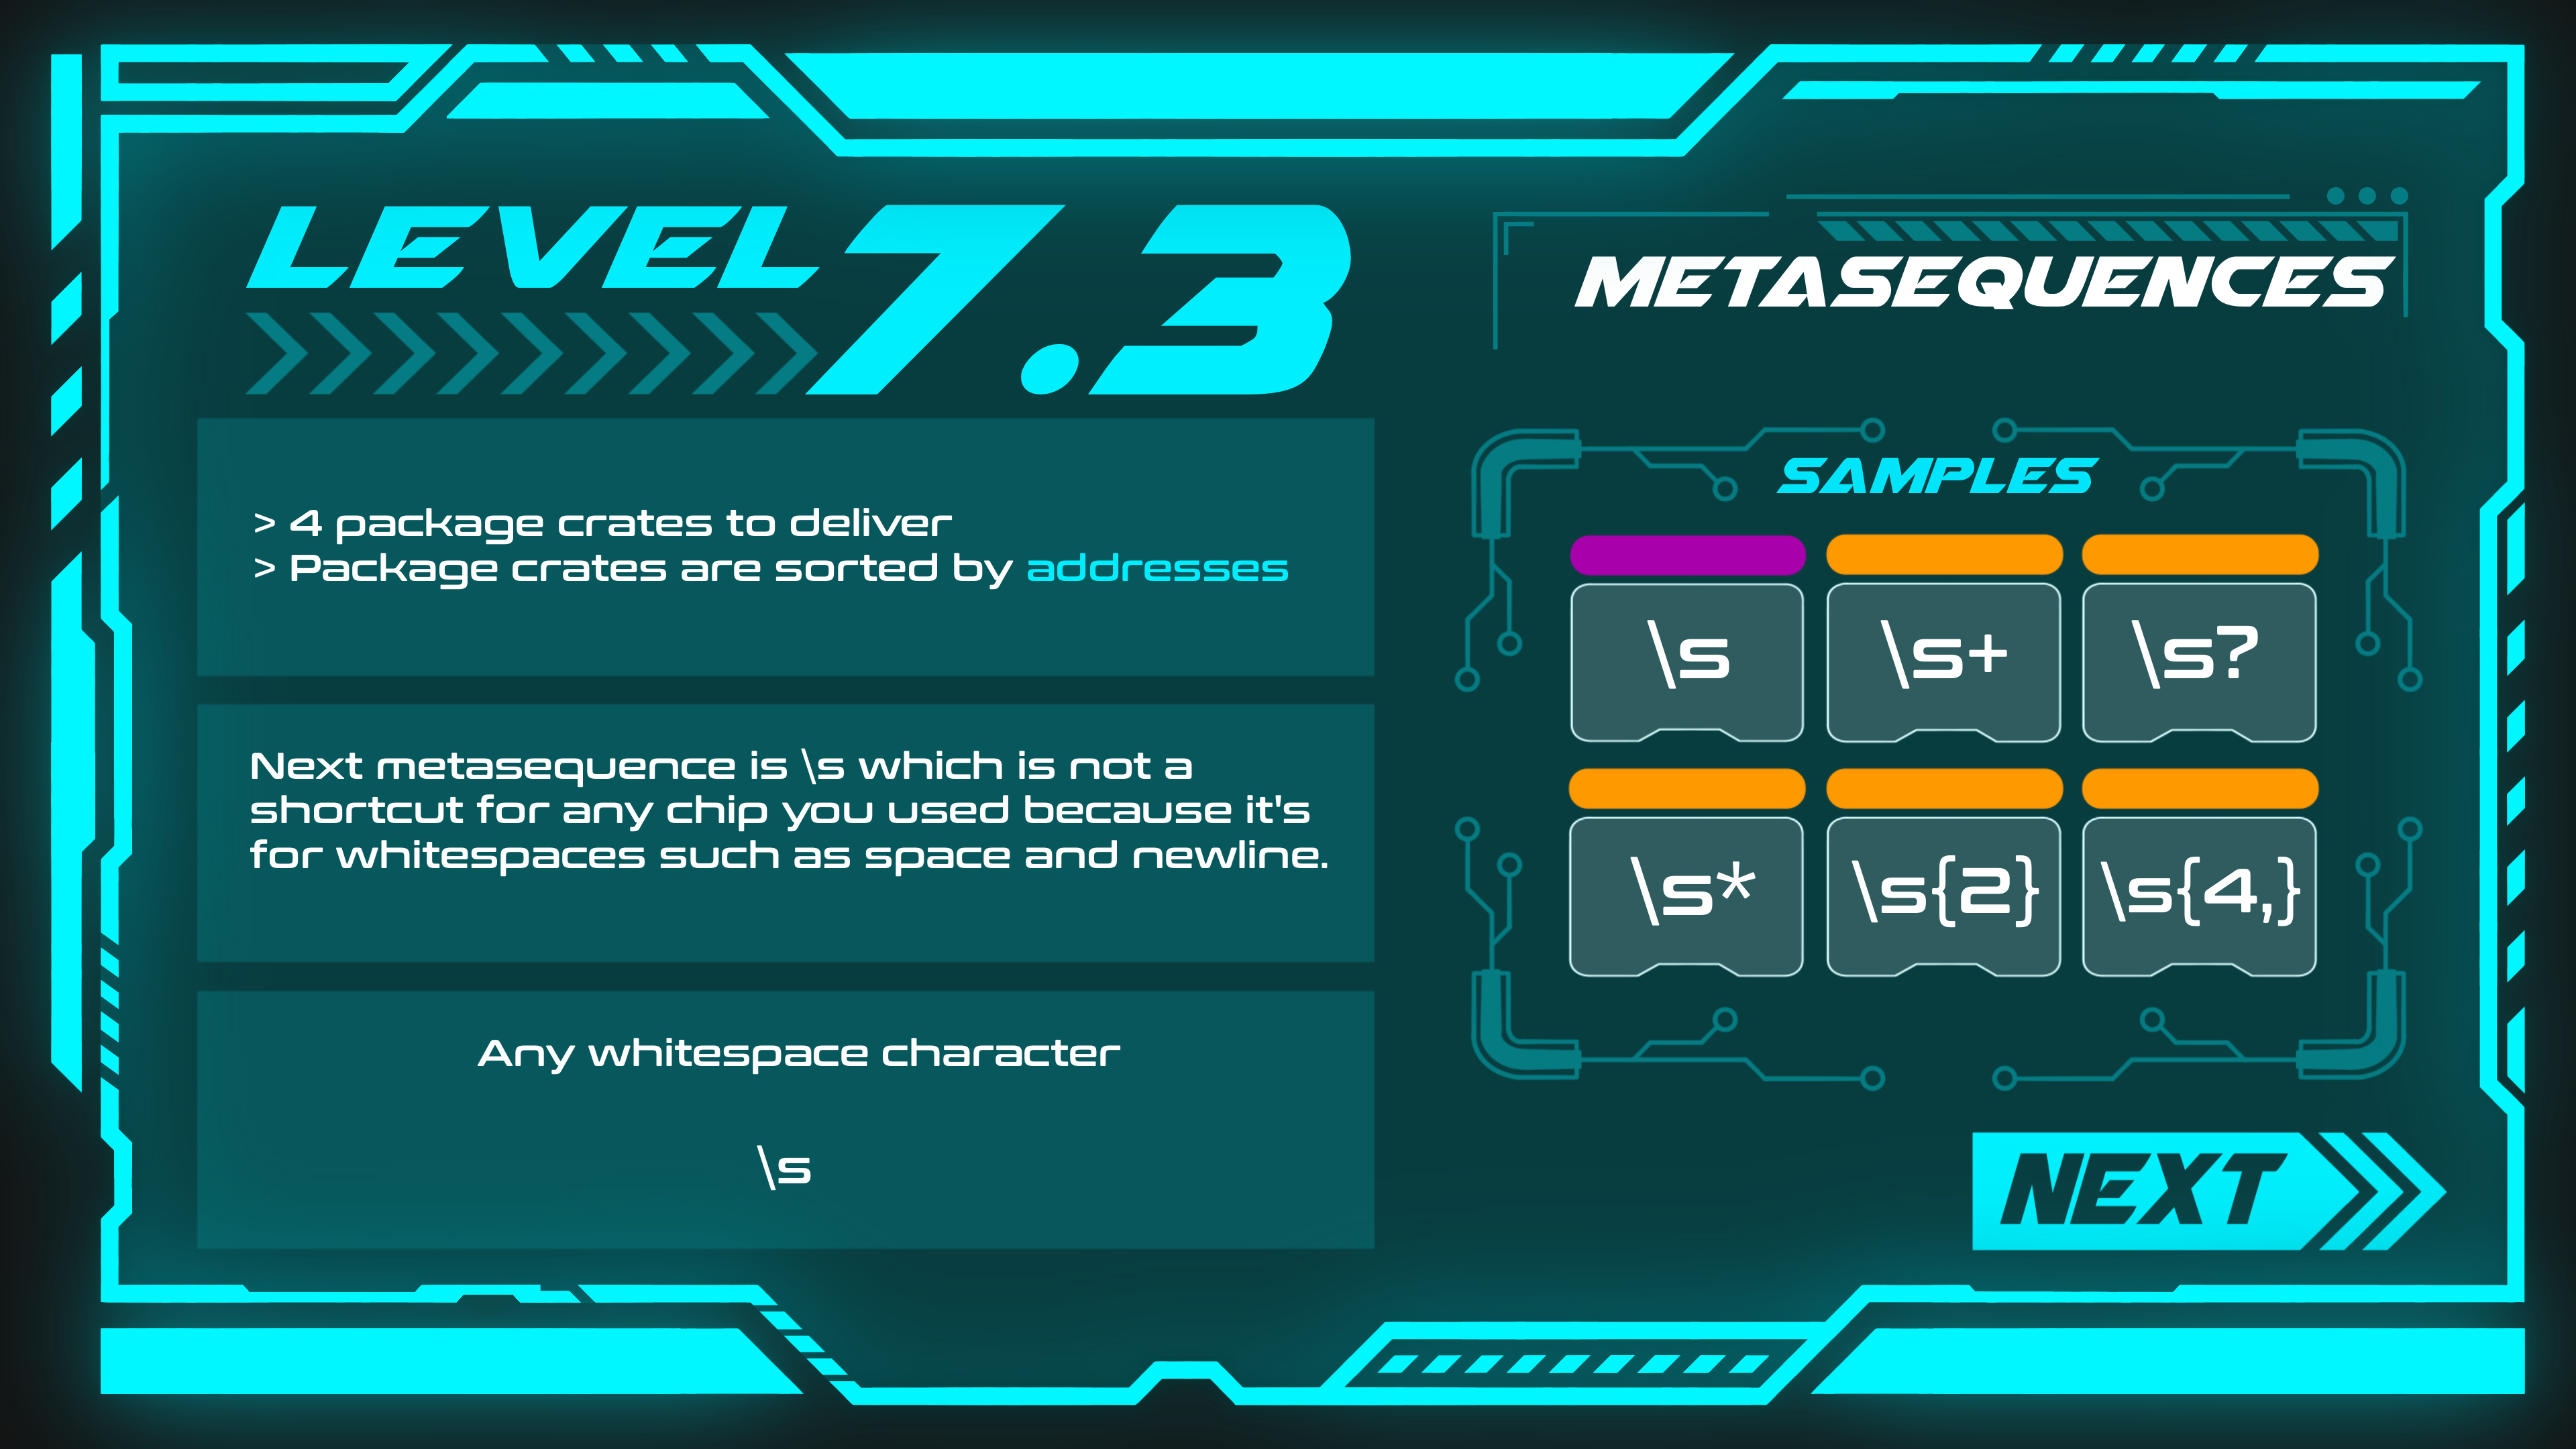 LEVEL 7.3
METASEQUENCES
> 4 package crates to deliver
> Package crates are sorted by addresses
Next metasequence is \s which is not a
shortcut for any chip you used because it's
for whitespaces such as space and newline.
Any whitespace character
\s
SAMPLES
\s \s+ \s?
\s* \s{2} \s{4,}
NEXT